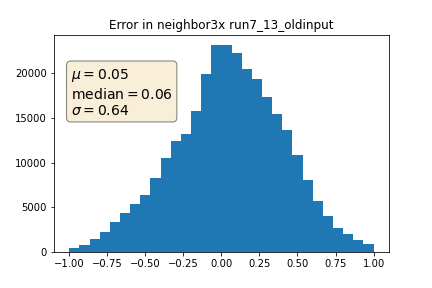 Error in neighbor3x run7_13_oldinput
μ = 0.05
median = 0.06
σ = 0.64
20000
15000
10000
5000
0
−1.00 −0.75 −0.50 −0.25 0.00 0.25 0.50 0.75 1.00